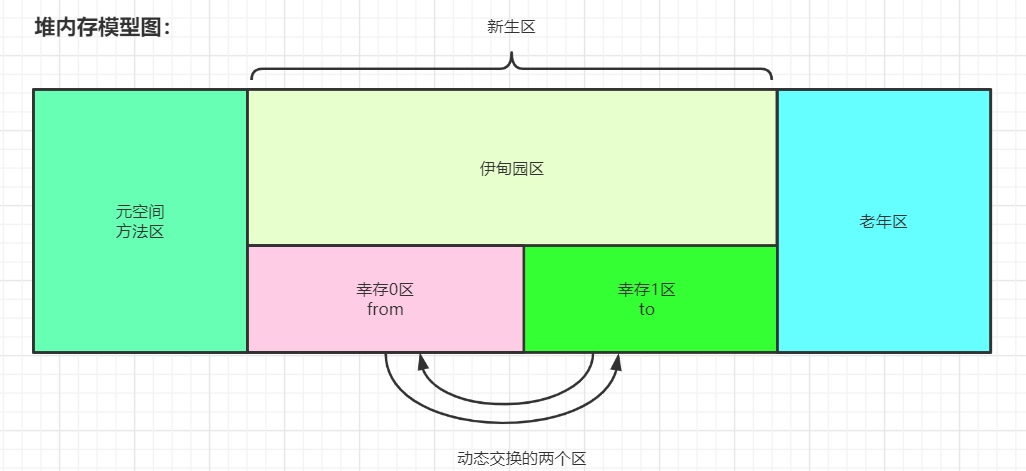 堆内存模型图：
新生区
伊甸园区
元空间
方法区
老年区
幸存0区
from
幸存1区
to
动态交换的两个区